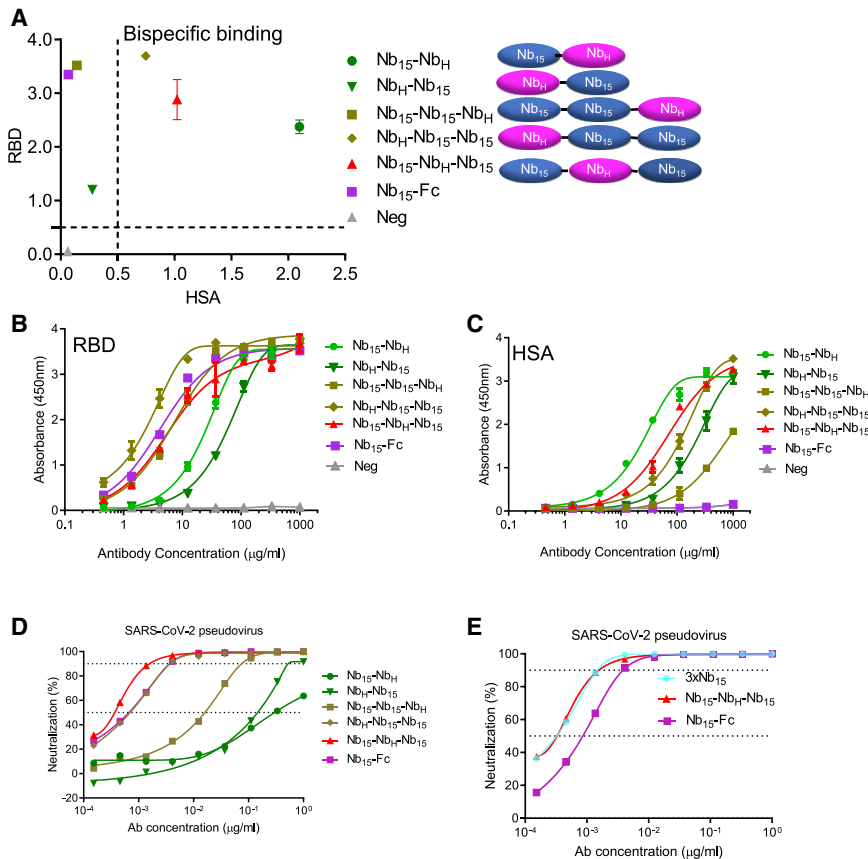 A
Bispecific binding
4.0
3.0
2.0
1.0
0.0
RBD
0.0 0.5 1.0 1.5 2.0 2.5
HSA
Nb15-NbH
NbH-Nb15
Nb15-Nb15-NbH
NbH-Nb15-Nb15
Nb15-NbH-Nb15
Nb15-Fc
Neg
Nb15 NbH
NbH Nb15
Nb15 Nb15 NbH
NbH Nb15 Nb15
Nb15 NbH Nb15
B
RBD
4
3
2
1
0
Absorbance (450nm)
0.1 1 10 100 1000
Antibody Concentration (μg/ml)
Nb15-NbH
NbH-Nb15
Nb15-Nb15-NbH
NbH-Nb15-Nb15
Nb15-NbH-Nb15
Nb15-Fc
Neg
C
HSA
4
3
2
1
0
Absorbance (450nm)
0.1 1 10 100 1000
Antibody Concentration (μg/ml)
Nb15-NbH
NbH-Nb15
Nb15-Nb15-NbH
NbH-Nb15-Nb15
Nb15-NbH-Nb15
Nb15-Fc
Neg
D
SARS-CoV-2 pseudovirus
100
80
60
40
20
0
-20
Neutralization (%)
10-4 10-3 10-2 10-1 100
Ab concentration (μg/ml)
Nb15-NbH
NbH-Nb15
Nb15-Nb15-NbH
NbH-Nb15-Nb15
Nb15-NbH-Nb15
Nb15-Fc
E
SARS-CoV-2 pseudovirus
100
80
60
40
20
0
Neutralization (%)
10-4 10-3 10-2 10-1 100
Ab concentration (μg/ml)
3xNb15
Nb15-NbH-Nb15
Nb15-Fc